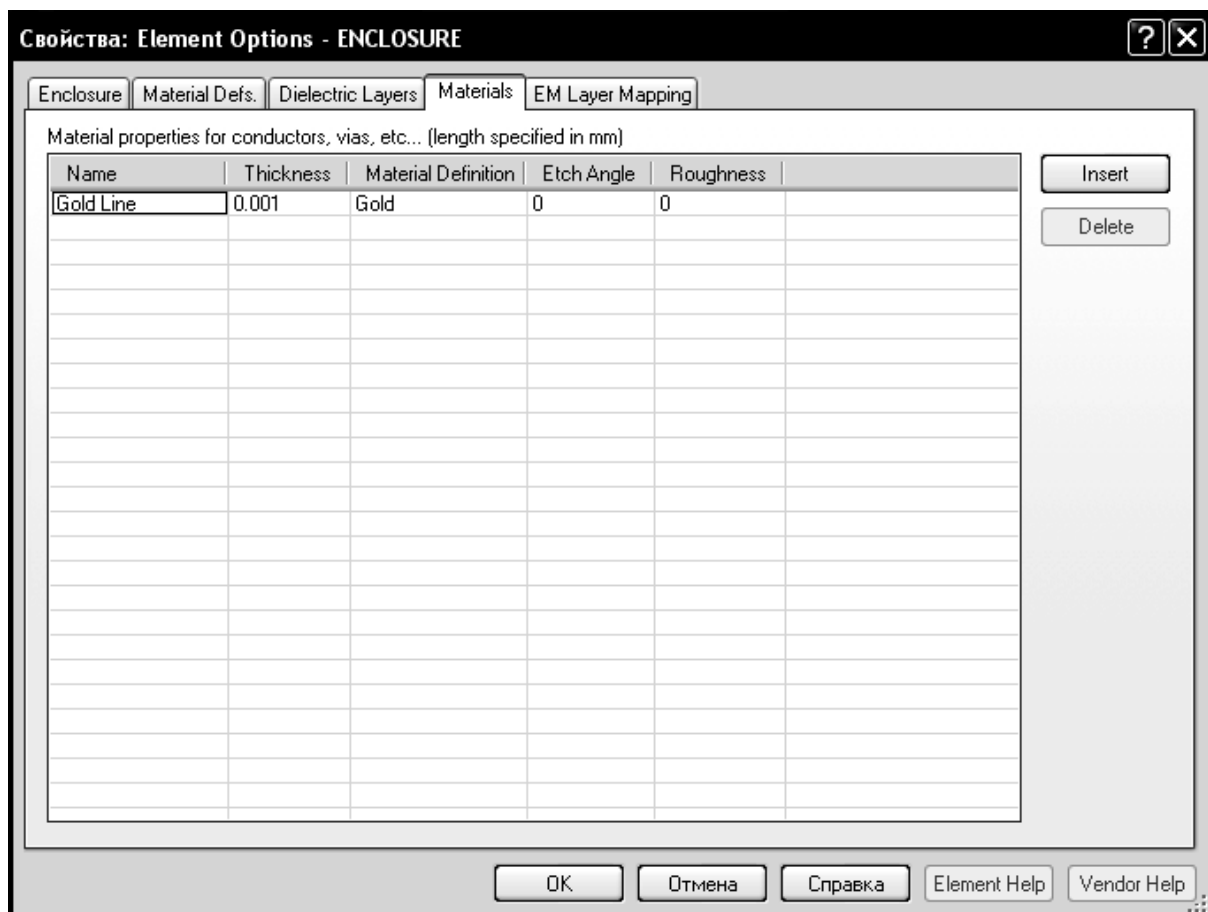 Свойства: Element Options - ENCLOSURE
Enclosure Material Defs. Dielectric Layers Materials EM Layer Mapping
Material properties for conductors, vias, etc... (length specified in mm)
Name Thickness Material Definition Etch Angle Roughness
Insert
Gold Line 0.001 Gold 0 0
Delete
OK Отмена Справка Element Help Vendor Help